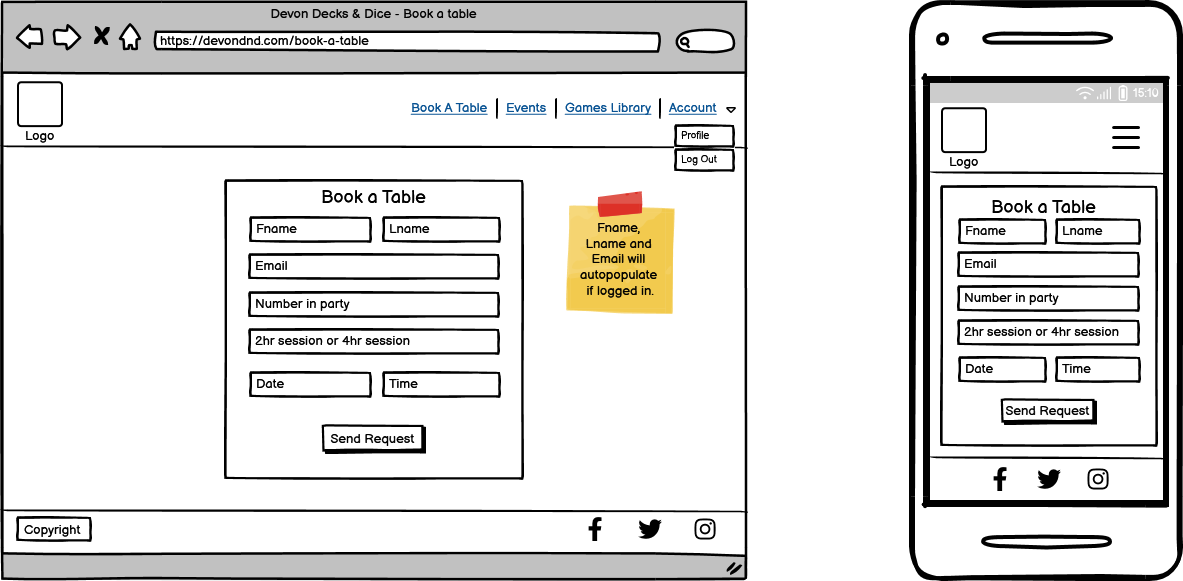 Devon Decks & Dice - Book a table
https://devondnd.com/book-a-table
Logo
Book A Table
Events
Games Library
Account
Profile
Log Out
Book a Table
Fname
Lname
Email
Number in party
2hr session or 4hr session
Date
Time
Send Request
Fname,
Lname and
Email will
autopopulate
if logged in.
Copyright
15:10
Logo
Book a Table
Fname
Lname
Email
Number in party
2hr session or 4hr session
Date
Time
Send Request